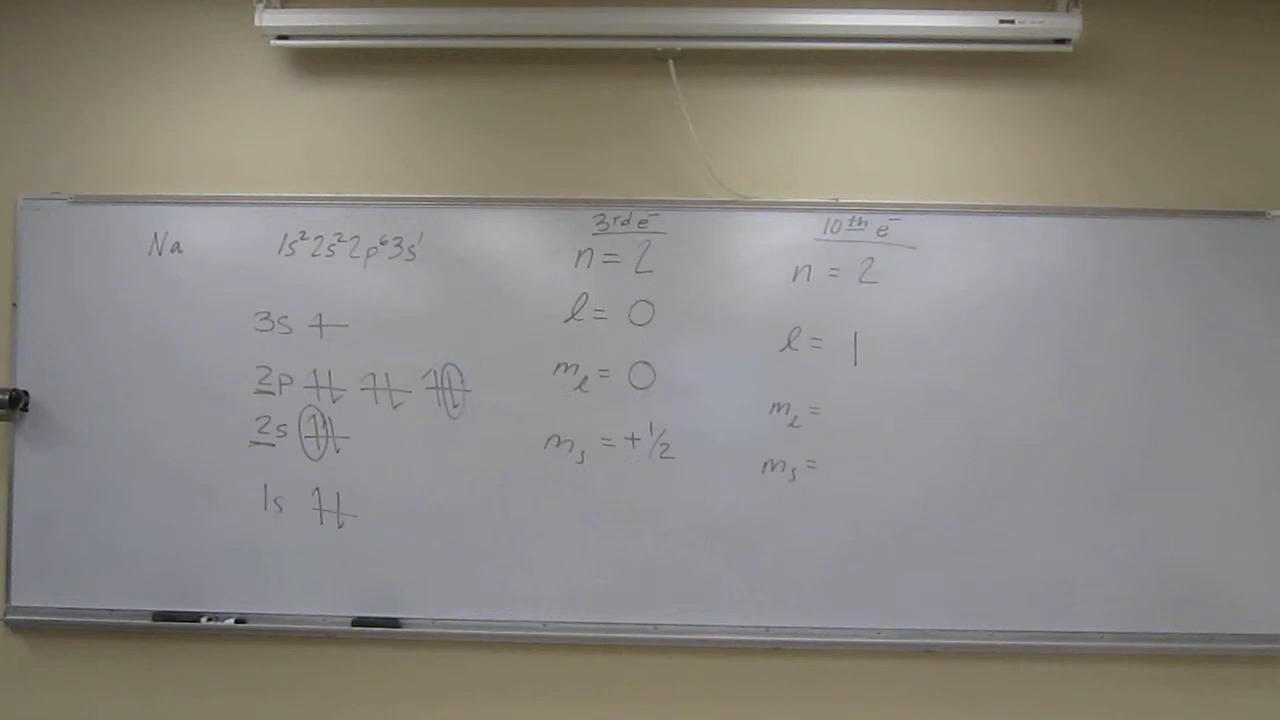 Na 1s²2s²2p⁶3s¹
3s ↿
2p ↿⇂ ↿⇂ ↿⇂
2s ↿⇂
1s ↿⇂
3rd e⁻
n = 2
l = 0
mₗ = 0
mₛ = +1/2
10th e⁻
n = 2
l = 1
mₗ =
mₛ =